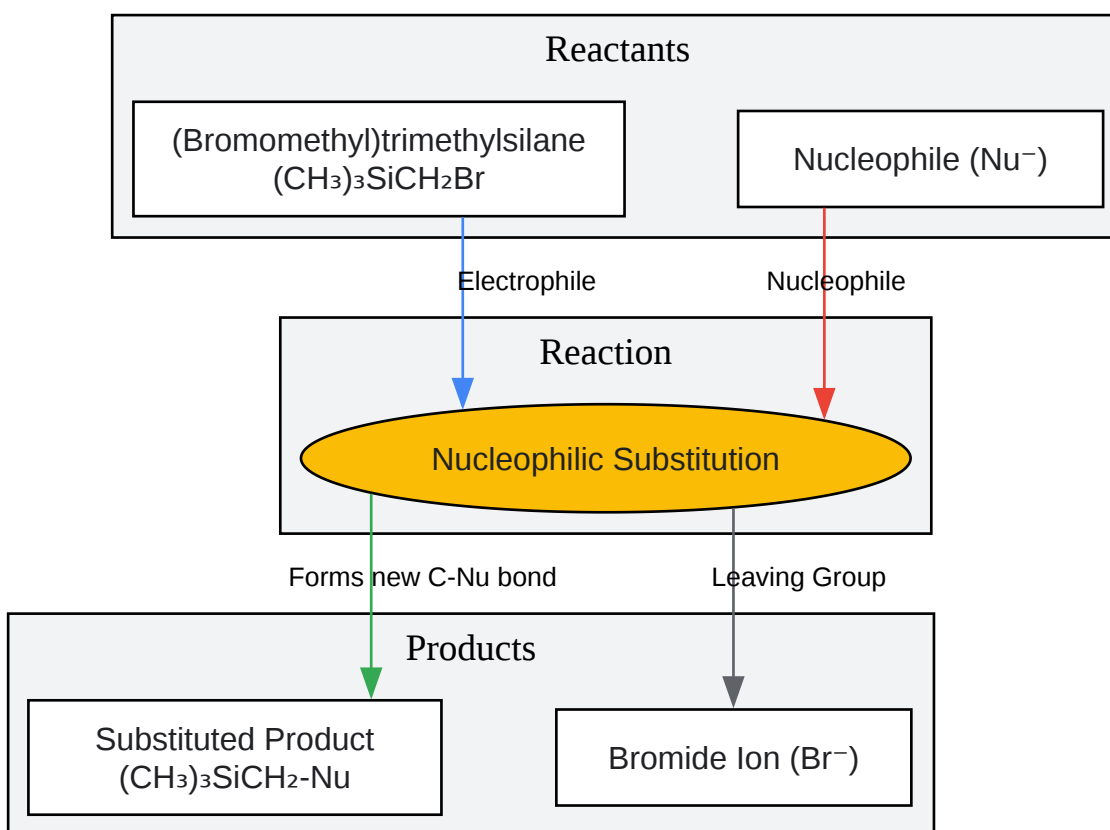 Reactants
(Bromomethyl)trimethylsilane
(CH₃)₃SiCH₂Br
Nucleophile (Nu⁻)
Electrophile
Nucleophile
Reaction
Nucleophilic Substitution
Forms new C-Nu bond
Leaving Group
Products
Substituted Product
(CH₃)₃SiCH₂-Nu
Bromide Ion (Br⁻)